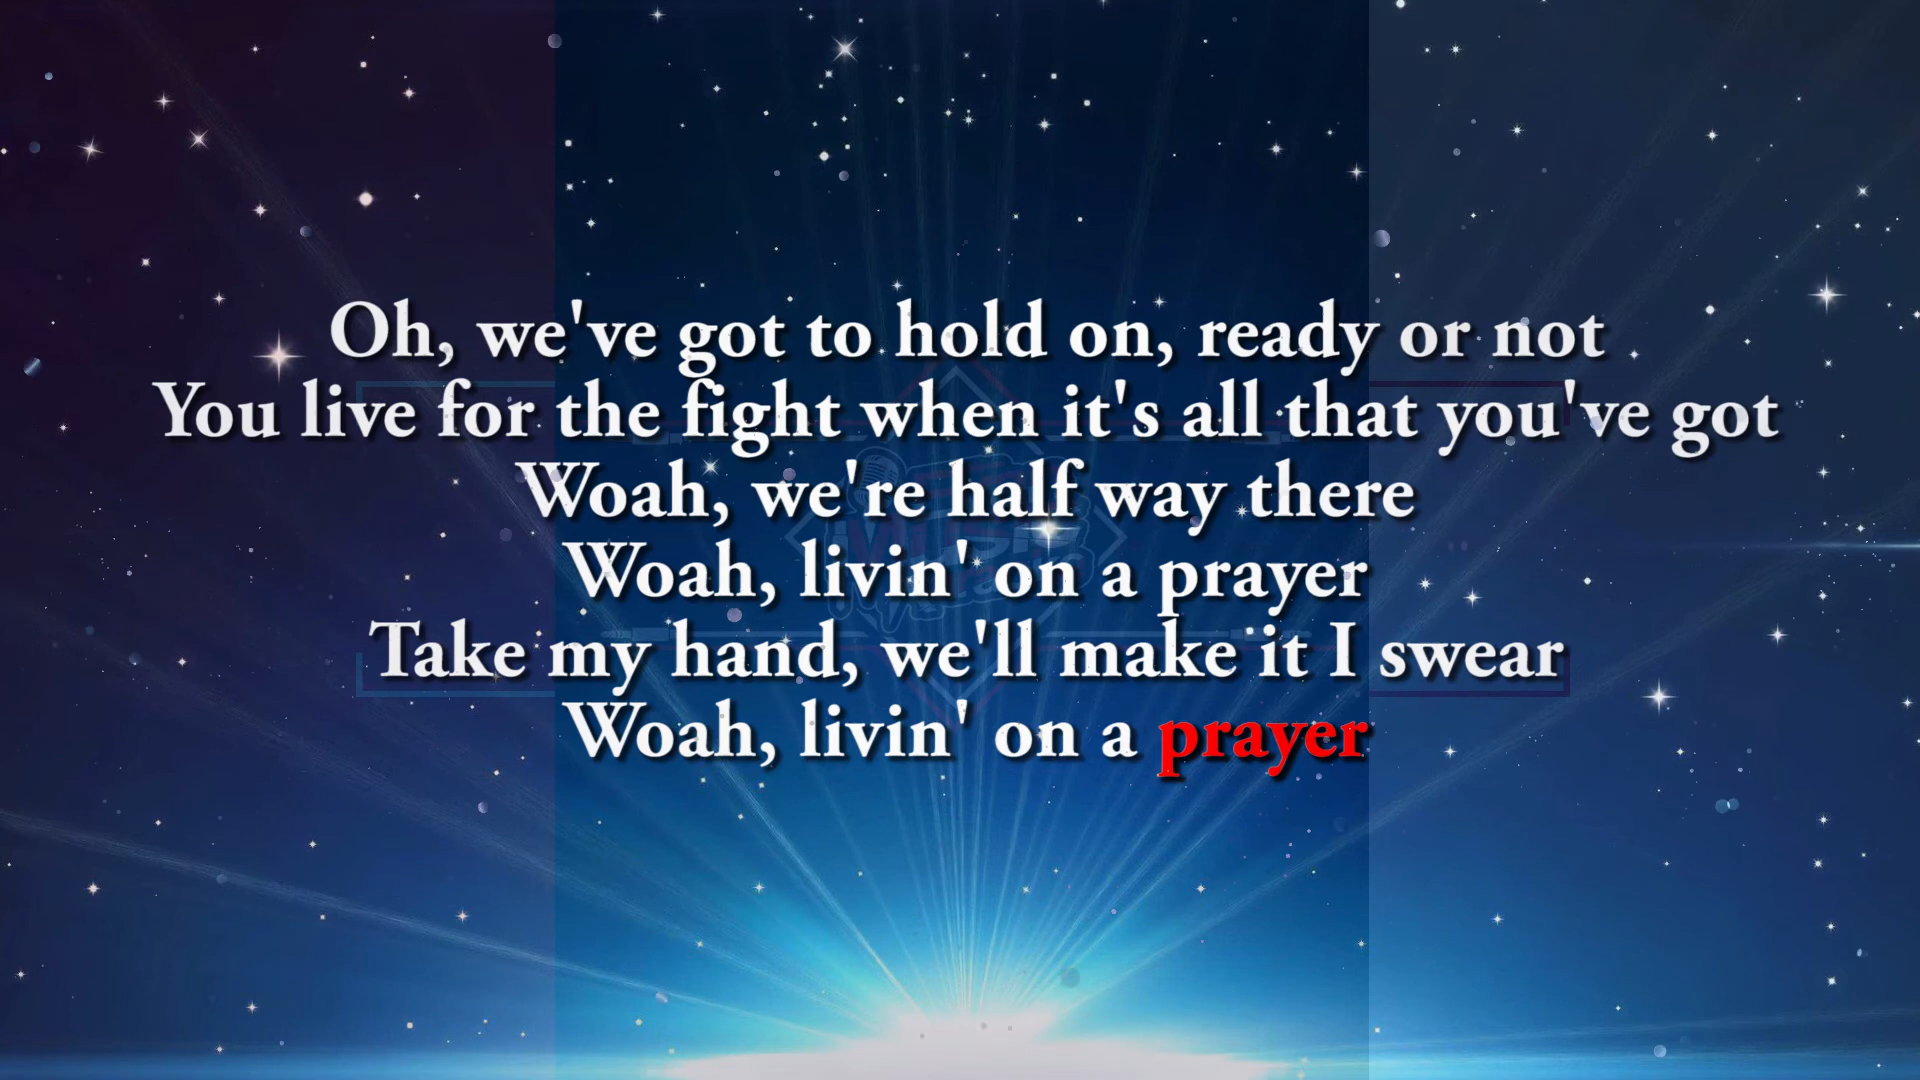 Oh, we've got to hold on, ready or not
You live for the fight when it's all that you've got
Woah, we're half way there
Woah, livin' on a prayer
Take my hand, we'll make it I swear
Woah, livin' on a prayer